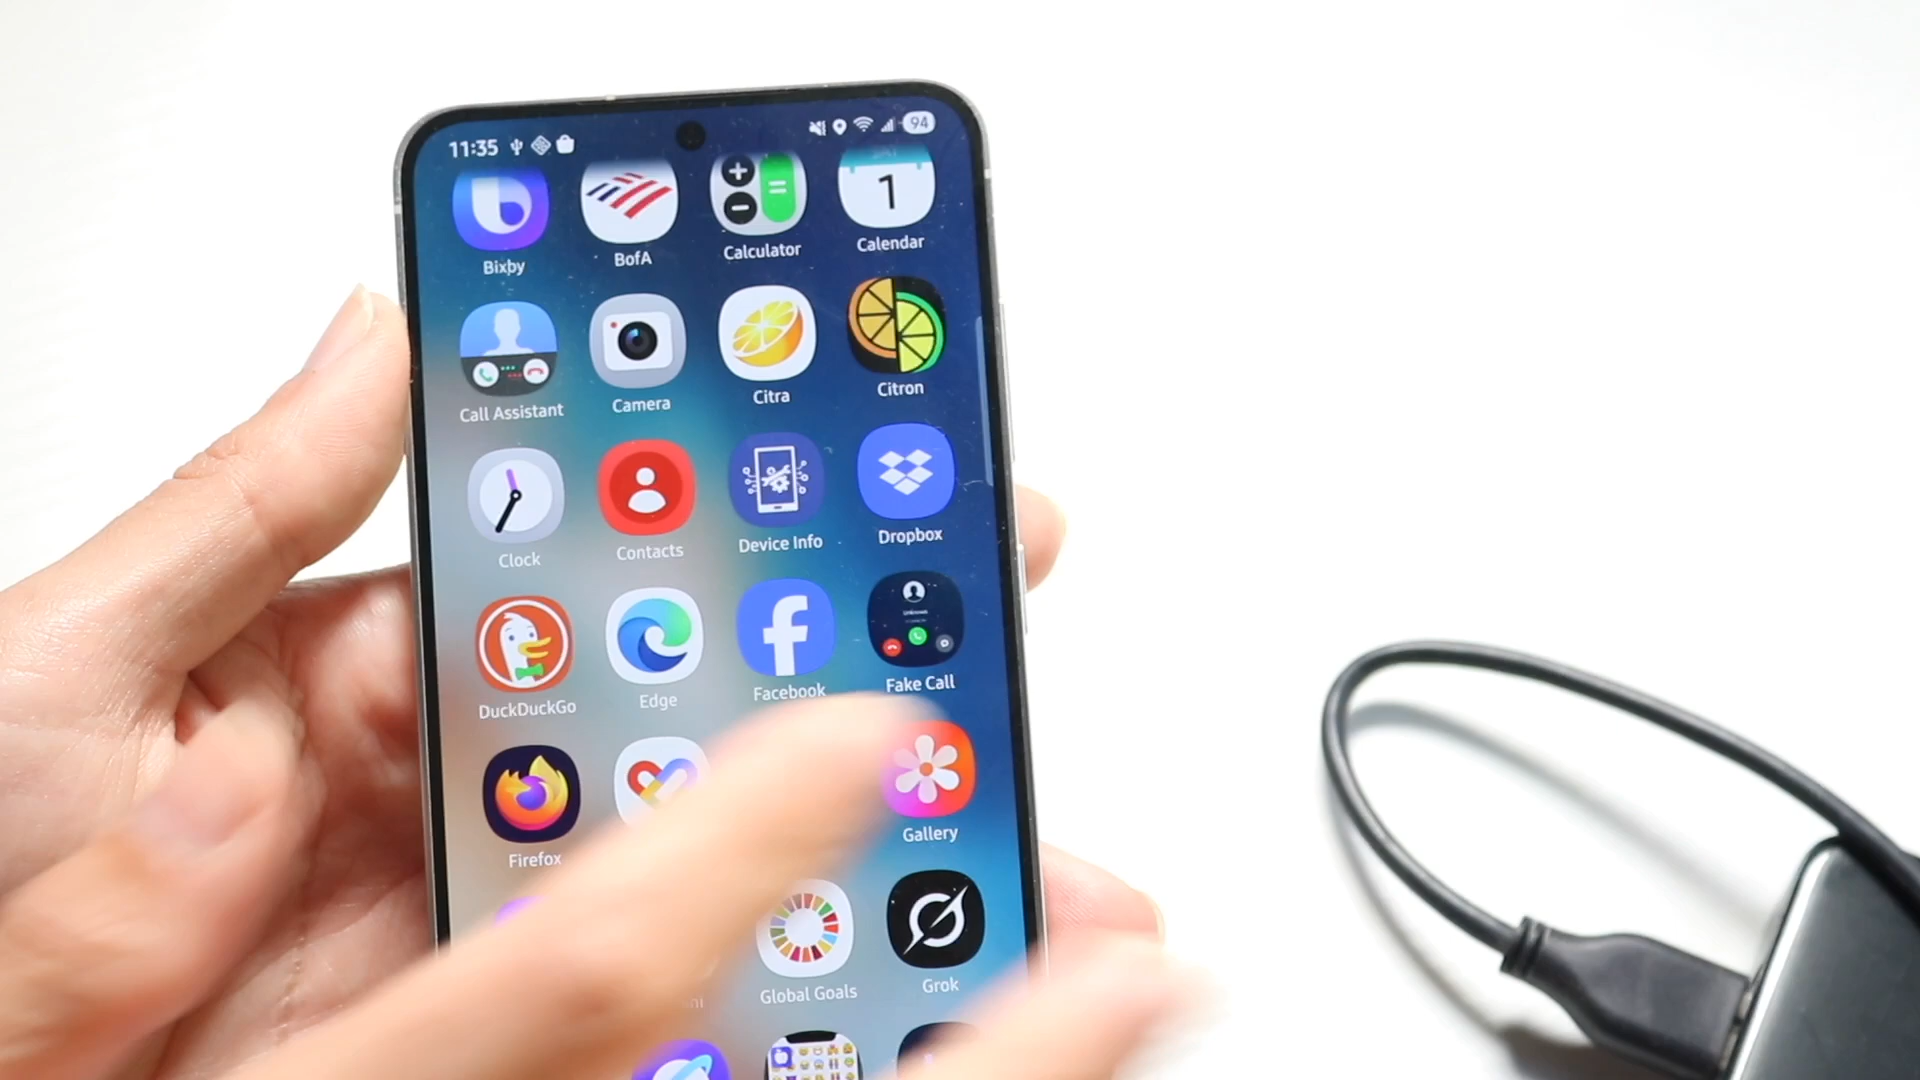 11:35
94
1
Bixby
BofA
Calculator
Calendar
Call Assistant
Camera
Citra
Citron
Clock
Contacts
Device Info
Dropbox
DuckDuckGo
Edge
Facebook
Fake Call
Firefox
Gallery
ni
Global Goals
Grok